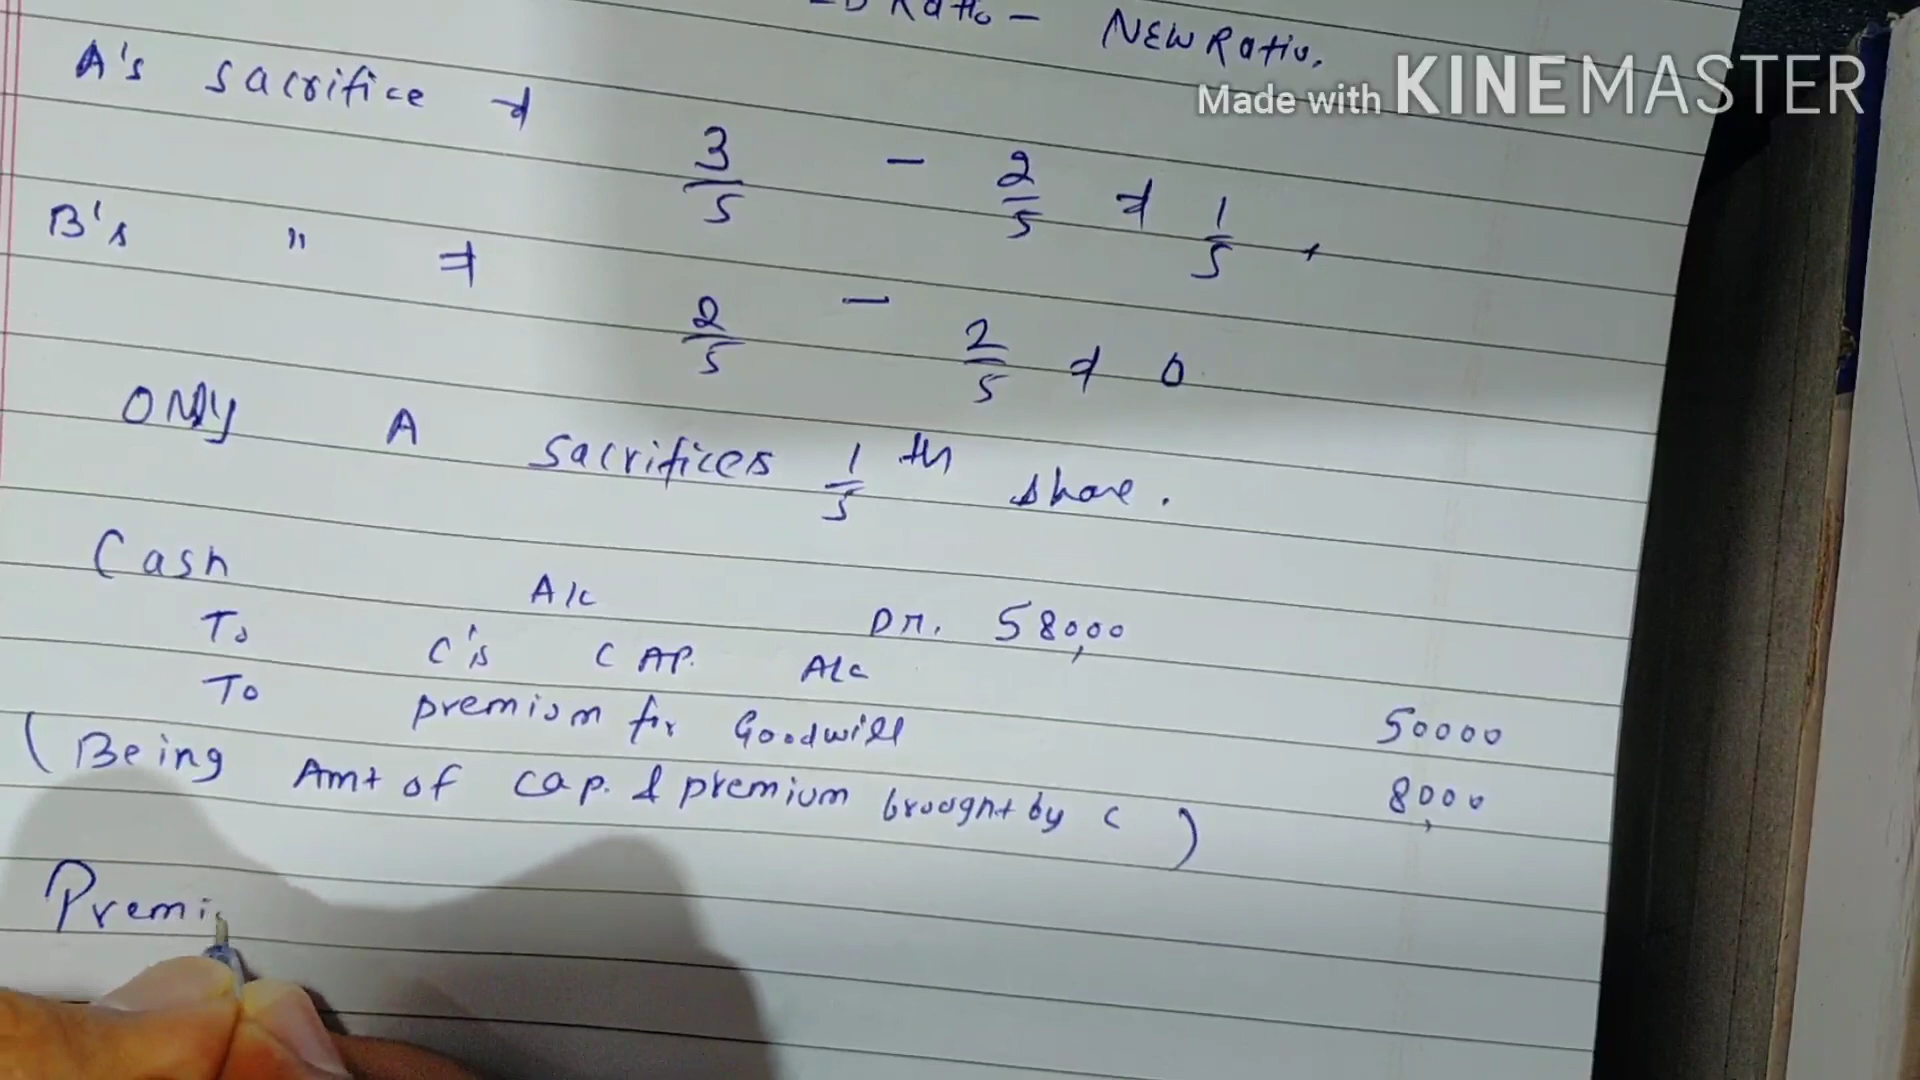 Ratio - NEW Ratio.
Made with KINEMASTER
A's sacrifice ⇒ 3/5 - 2/5 ⇒ 1/5,
B's " ⇒ 2/5 - 2/5 ⇒ 0
ONLY A sacrifices 1/5 th share.
Cash A/c Dr. 58,000
To C's CAP. A/c 50000
To premium for Goodwill 8,000
(Being Amt of cap. & premium brought by C)
Premi